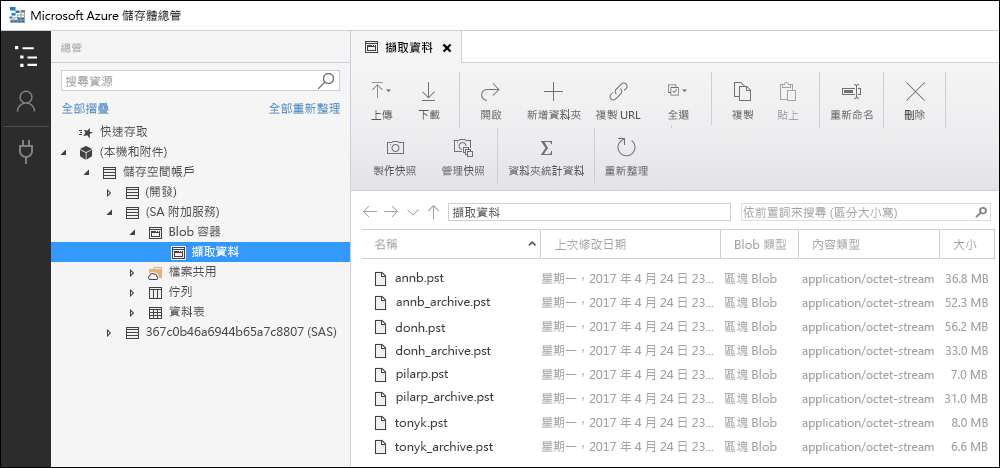 Microsoft Azure 儲存體總管
總管
搜尋資源
全部摺疊 全部重新整理
快速存取
(本機和附件)
儲存空間帳戶
(開發)
(SA 附加服務)
Blob 容器
擷取資料
檔案共用
佇列
資料表
367c0b46a6944b65a7c8807 (SAS)
擷取資料
上傳 下載 開啟 新增資料夾 複製 URL 全選 複製 貼上 重新命名 刪除
製作快照 管理快照 資料夾統計資料 重新整理
擷取資料 依前置詞來搜尋 (區分大小寫)
名稱 上次修改日期 Blob 類型 內容類型 大小
annb.pst 星期一，2017 年 4 月 24 日 23... 區塊 Blob application/octet-stream 36.8 MB
annb_archive.pst 星期一，2017 年 4 月 24 日 23... 區塊 Blob application/octet-stream 52.3 MB
donh.pst 星期一，2017 年 4 月 24 日 23... 區塊 Blob application/octet-stream 56.2 MB
donh_archive.pst 星期一，2017 年 4 月 24 日 23... 區塊 Blob application/octet-stream 33.0 MB
pilarp.pst 星期一，2017 年 4 月 24 日 23... 區塊 Blob application/octet-stream 7.0 MB
pilarp_archive.pst 星期一，2017 年 4 月 24 日 23... 區塊 Blob application/octet-stream 31.0 MB
tonyk.pst 星期一，2017 年 4 月 24 日 23... 區塊 Blob application/octet-stream 8.0 MB
tonyk_archive.pst 星期一，2017 年 4 月 24 日 23... 區塊 Blob application/octet-stream 6.6 MB